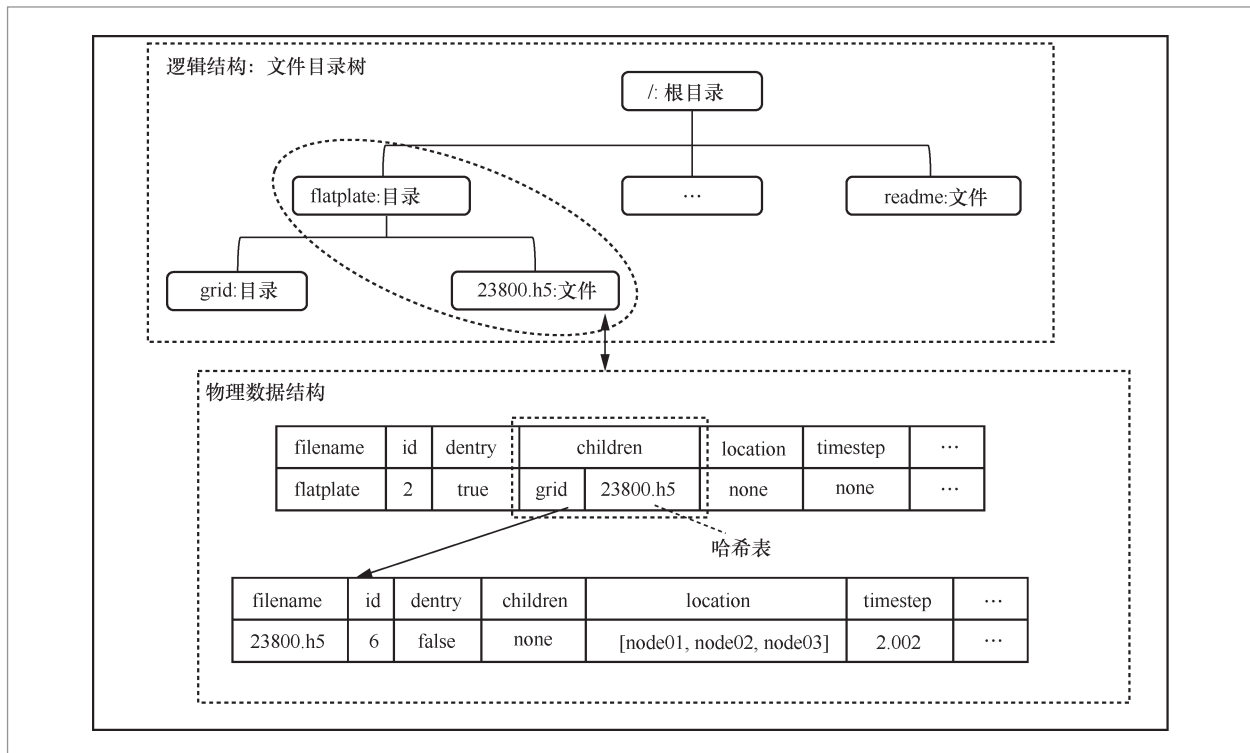 逻辑结构：文件目录树
/: 根目录
flatplate:目录
…
readme:文件
grid:目录
23800.h5:文件
物理数据结构
filename id dentry children location timestep …
flatplate 2 true grid 23800.h5 none none …
哈希表
filename id dentry children location timestep …
23800.h5 6 false none [node01, node02, node03] 2.002 …